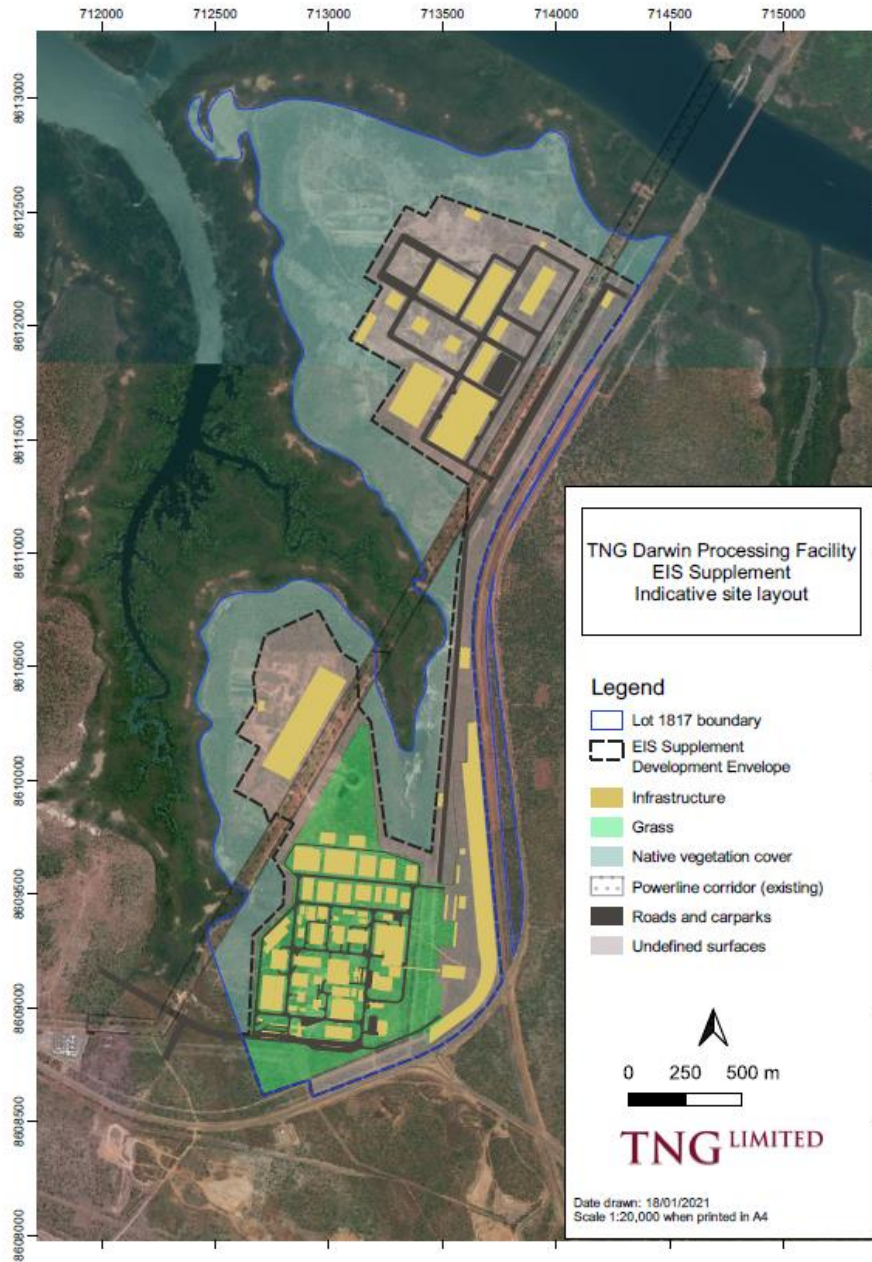 712000
712500
713000
713500
714000
714500
715000
8613000
8612500
8612000
8611500
8611000
8610500
8610000
8609500
8609000
8608500
8608000
TNG Darwin Processing Facility
EIS Supplement
Indicative site layout
Legend
Lot 1817 boundary
EIS Supplement
Development Envelope
Infrastructure
Grass
Native vegetation cover
Powerline corridor (existing)
Roads and carparks
Undefined surfaces
0 250 500 m
TNG LIMITED
Date drawn: 18/01/2021
Scale 1:20,000 when printed in A4